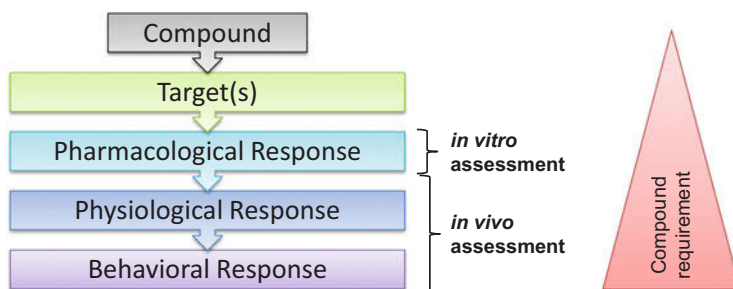 Compound
Target(s)
Pharmacological Response
in vitro
assessment
Physiological Response
in vivo
assessment
Behavioral Response
Compound
requirement